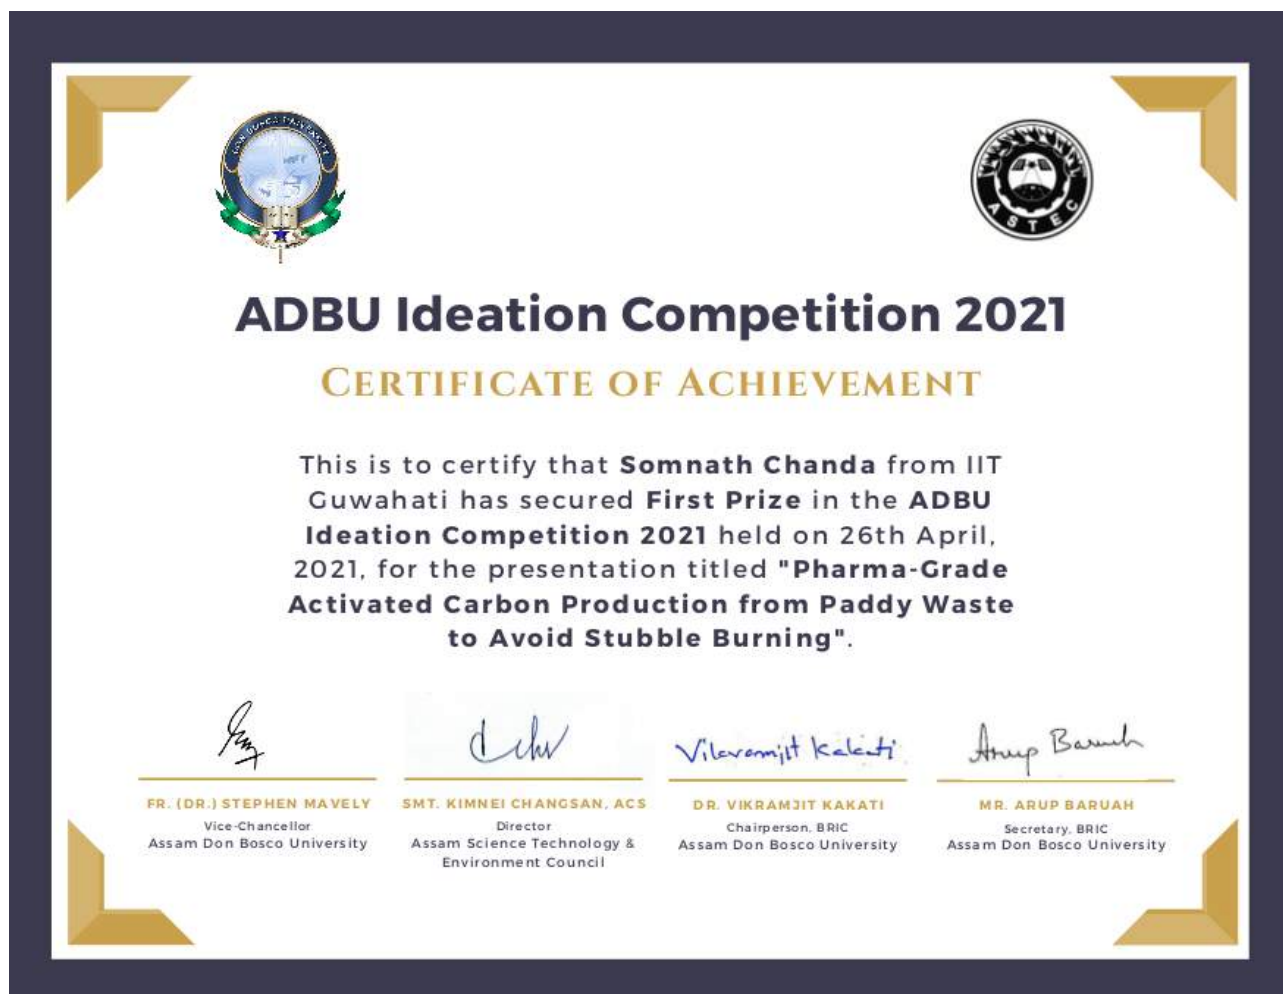 DON BOSCO UNIVERSITY
ASTEC
ADBU Ideation Competition 2021
CERTIFICATE OF ACHIEVEMENT
This is to certify that Somnath Chanda from IIT
Guwahati has secured First Prize in the ADBU
Ideation Competition 2021 held on 26th April,
2021, for the presentation titled "Pharma-Grade
Activated Carbon Production from Paddy Waste
to Avoid Stubble Burning".
Arup Baruah
FR. (DR.) STEPHEN MAVELY
Vice-Chancellor
Assam Don Bosco University
SMT. KIMNEI CHANGSAN, ACS
Director
Assam Science Technology &
Environment Council
DR. VIKRAMJIT KAKATI
Chairperson, BRIC
Assam Don Bosco University
MR. ARUP BARUAH
Secretary, BRIC
Assam Don Bosco University